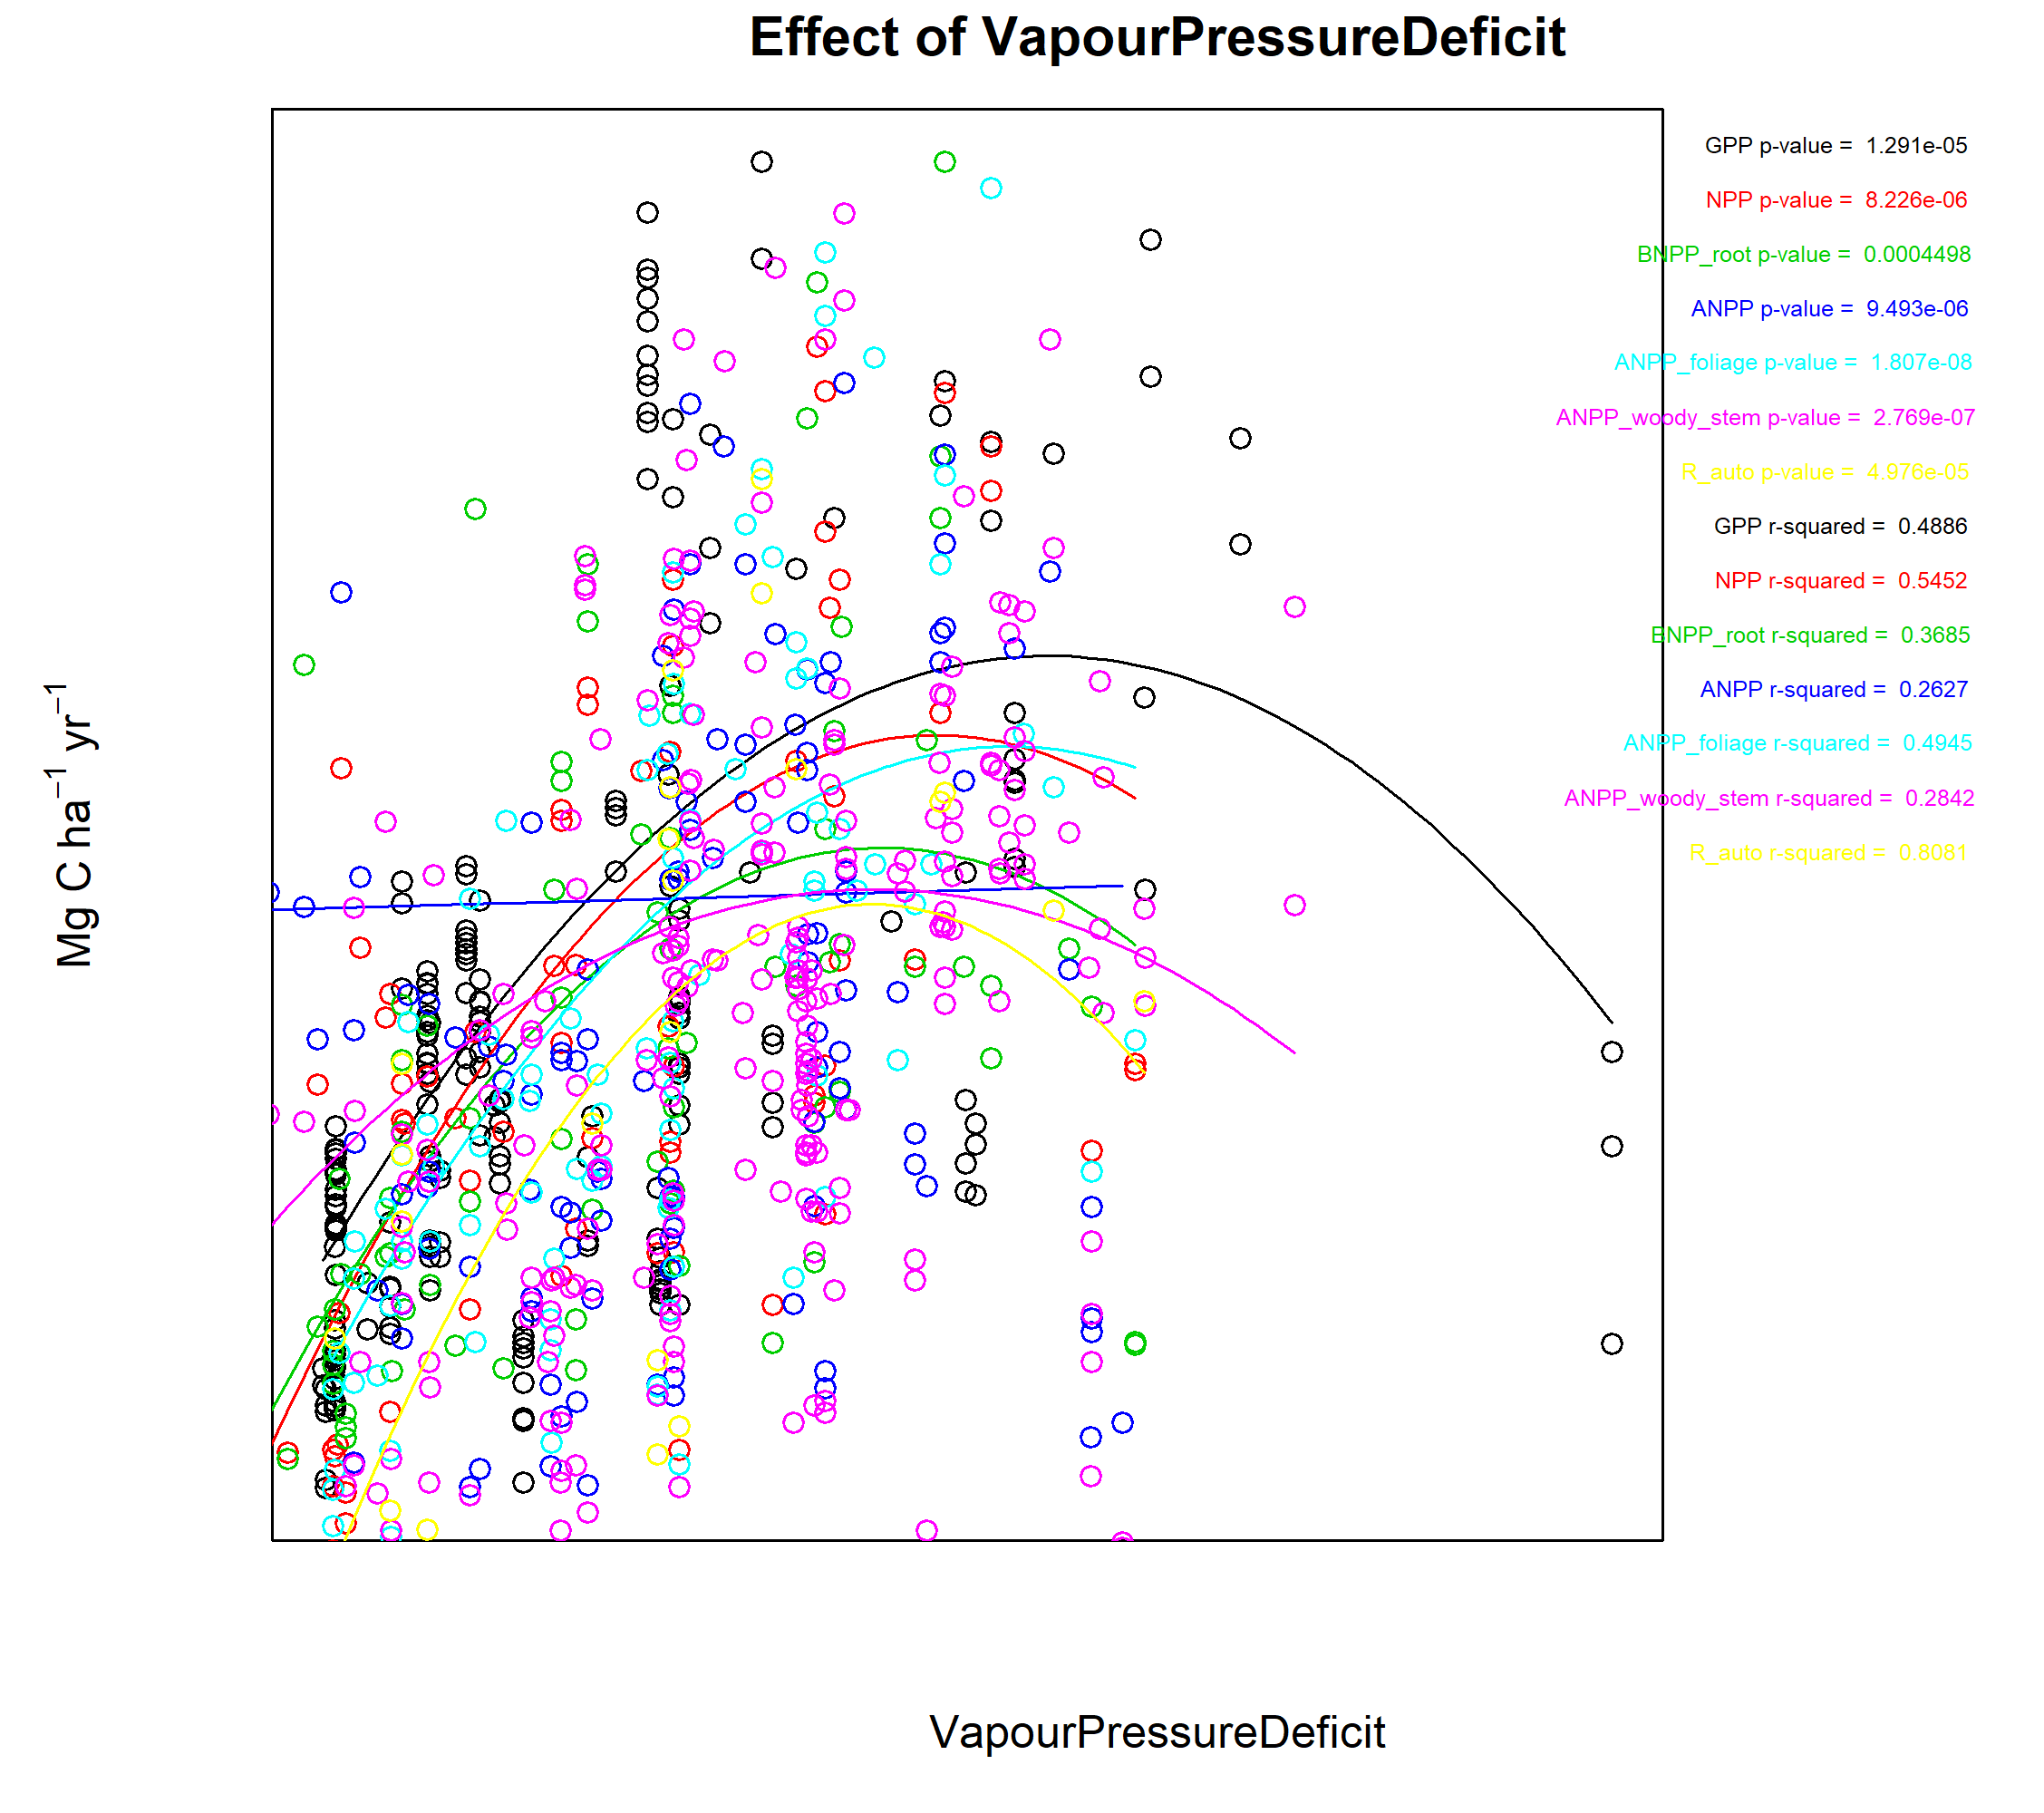 Effect of VapourPressureDeficit
GPP p-value = 1.291e-05
NPP p-value = 8.226e-06
BNPP_root p-value = 0.0004498
ANPP p-value = 9.493e-06
ANPP_foliage p-value = 1.807e-08
ANPP_woody_stem p-value = 2.769e-07
R_auto p-value = 4.976e-05
GPP r-squared = 0.4886
NPP r-squared = 0.5452
BNPP_root r-squared = 0.3685
ANPP r-squared = 0.2627
ANPP_foliage r-squared = 0.4945
ANPP_woody_stem r-squared = 0.2842
R_auto r-squared = 0.8081
Mg C ha⁻¹ yr⁻¹
VapourPressureDeficit